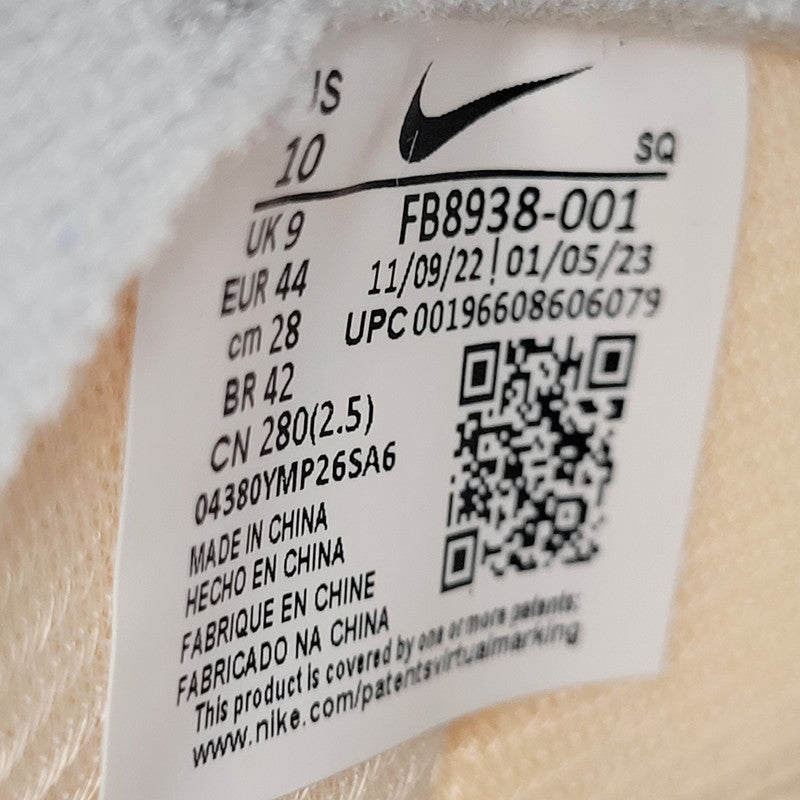 US
10
SQ
UK 9
EUR 44
cm 28
BR 42
CN 280(2.5)
FB8938-001
11/09/22 | 01/05/23
UPC 00196608606079
04380YMP26SA6
MADE IN CHINA
HECHO EN CHINA
FABRIQUE EN CHINE
FABRICADO NA CHINA
This product is covered by one or more patents:
www.nike.com/patentsvirtualmarking